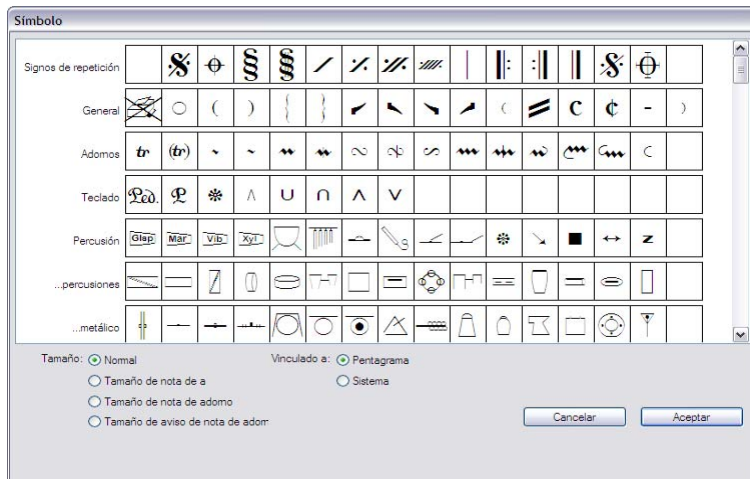 Símbolo
Signos de repetición
General
Adornos
tr (tr)
Teclado
Ped. P
Percusión
Glsp Mar Vib Xyl
...percusiones
...metálico
Tamaño: Normal
Vinculado a: Pentagrama
Tamaño de nota de a
Sistema
Tamaño de nota de adorno
Tamaño de aviso de nota de adorn
Cancelar
Aceptar